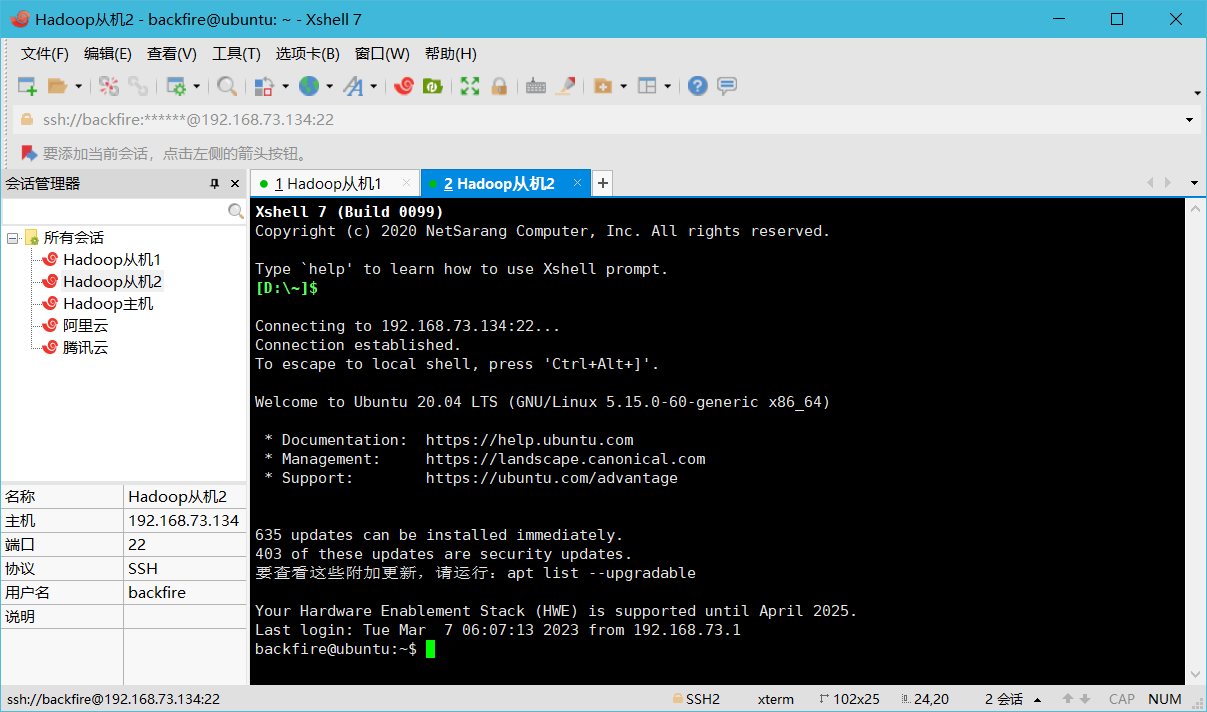 Hadoop从机2 - backfire@ubuntu: ~ - Xshell 7
文件(F) 编辑(E) 查看(V) 工具(T) 选项卡(B) 窗口(W) 帮助(H)
ssh://backfire:******@192.168.73.134:22
要添加当前会话，点击左侧的箭头按钮。
会话管理器
1 Hadoop从机1
2 Hadoop从机2
所有会话
Hadoop从机1
Hadoop从机2
Hadoop主机
阿里云
腾讯云
名称 Hadoop从机2
主机 192.168.73.134
端口 22
协议 SSH
用户名 backfire
说明
Xshell 7 (Build 0099)
Copyright (c) 2020 NetSarang Computer, Inc. All rights reserved.
Type `help' to learn how to use Xshell prompt.
[D:\~]$
Connecting to 192.168.73.134:22...
Connection established.
To escape to local shell, press 'Ctrl+Alt+]'.
Welcome to Ubuntu 20.04 LTS (GNU/Linux 5.15.0-60-generic x86_64)
* Documentation:  https://help.ubuntu.com
* Management:     https://landscape.canonical.com
* Support:        https://ubuntu.com/advantage
635 updates can be installed immediately.
403 of these updates are security updates.
要查看这些附加更新，请运行：apt list --upgradable
Your Hardware Enablement Stack (HWE) is supported until April 2025.
Last login: Tue Mar  7 06:07:13 2023 from 192.168.73.1
backfire@ubuntu:~$
ssh://backfire@192.168.73.134:22 SSH2 xterm 102x25 24,20 2 会话 CAP NUM